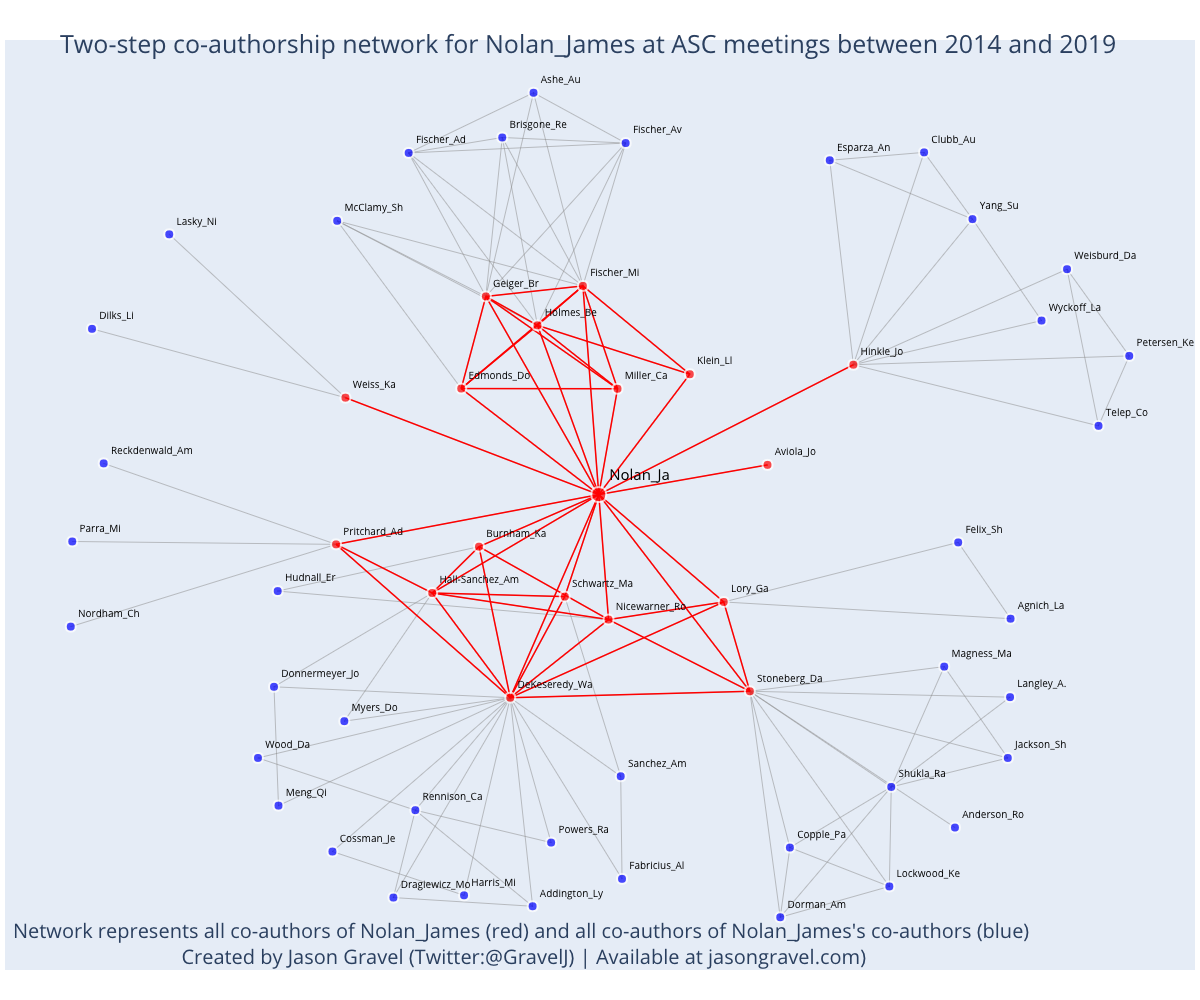 Two-step co-authorship network for Nolan_James at ASC meetings between 2014 and 2019
Ashe_Au
Brisgone_Re
Fischer_Av
Fischer_Ad
Esparza_An
Clubb_Au
McClamy_Sh
Yang_Su
Lasky_Ni
Weisburd_Da
Fischer_Mi
Geiger_Br
Wyckoff_La
Holmes_Be
Dilks_Li
Petersen_Ke
Hinkle_Jo
Klein_Ll
Edmonds_Do
Miller_Ca
Weiss_Ka
Telep_Co
Reckdenwald_Am
Aviola_Jo
Nolan_Ja
Parra_Mi
Pritchard_Ad
Burnham_Ka
Felix_Sh
Hudnall_Er
Hall-Sanchez_Am
Schwartz_Ma
Lory_Ga
Nicewarner_Ro
Agnich_La
Nordham_Ch
Magness_Ma
Donnermeyer_Jo
DeKeseredy_Wa
Stoneberg_Da
Langley_A.
Myers_Do
Wood_Da
Jackson_Sh
Sanchez_Am
Shukla_Ra
Meng_Qi
Rennison_Ca
Anderson_Ro
Powers_Ra
Copple_Pa
Cossman_Je
Fabricius_Al
Lockwood_Ke
Dragiewicz_Mo
Harris_Mi
Addington_Ly
Dorman_Am
Network represents all co-authors of Nolan_James (red) and all co-authors of Nolan_James's co-authors (blue)
Created by Jason Gravel (Twitter:@GravelJ) | Available at jasongravel.com)